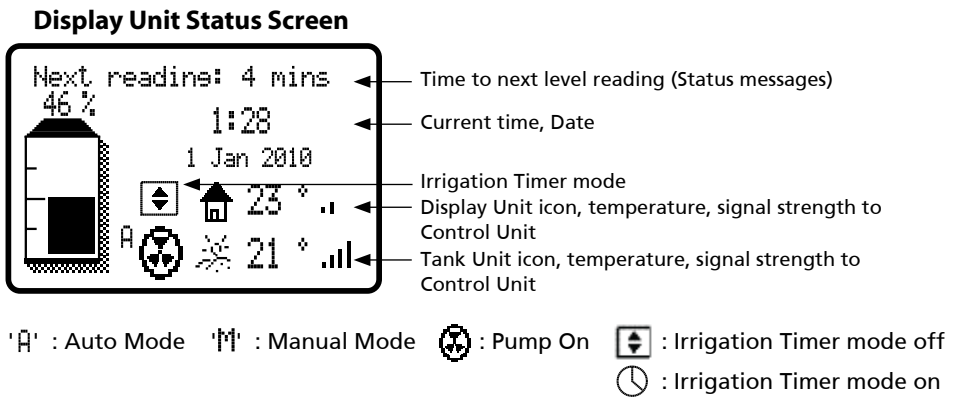 Display Unit Status Screen
Next reading: 4 mins
46 %
1:28
1 Jan 2010
23 °
A
21 °
Time to next level reading (Status messages)
Current time, Date
Irrigation Timer mode
Display Unit icon, temperature, signal strength to
Control Unit
Tank Unit icon, temperature, signal strength to
Control Unit
'A' : Auto Mode 'M' : Manual Mode : Pump On : Irrigation Timer mode off
: Irrigation Timer mode on